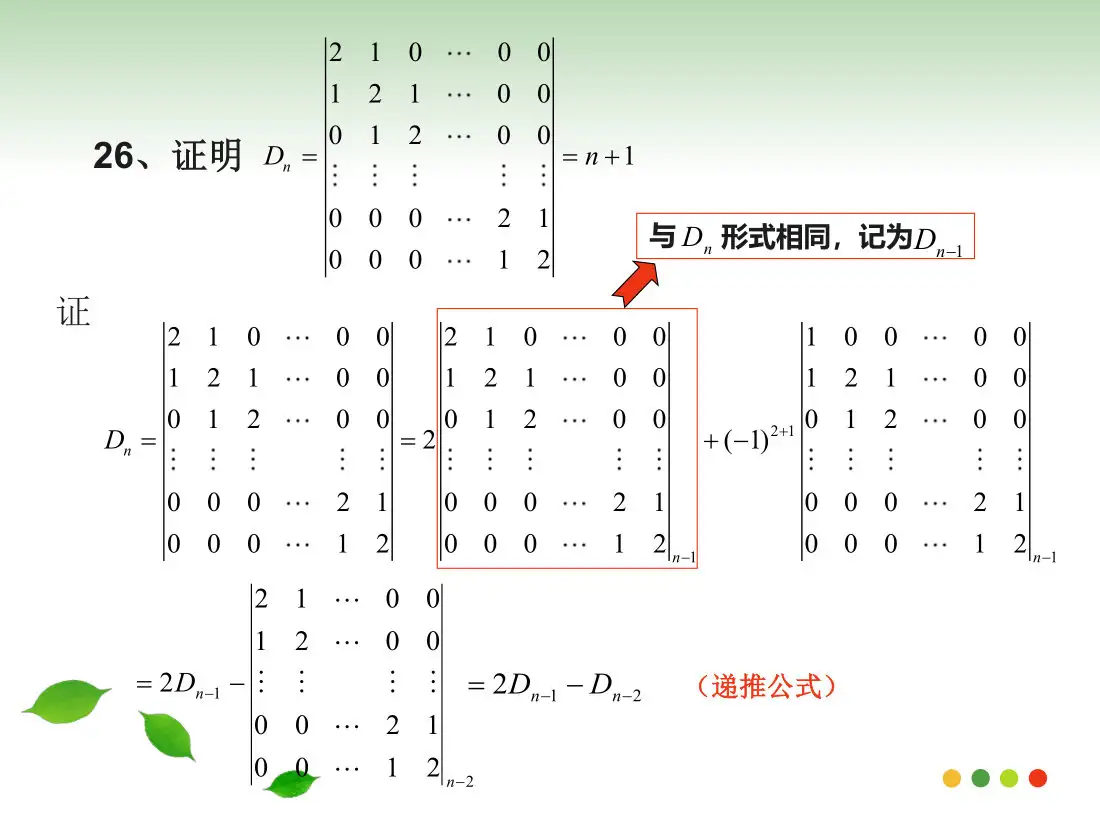 26、证明 D_n = |2 1 0 ⋯ 0 0| = n+1
|1 2 1 ⋯ 0 0|
|0 1 2 ⋯ 0 0|
|⋮ ⋮ ⋮ ⋮ ⋮|
|0 0 0 ⋯ 2 1|
|0 0 0 ⋯ 1 2|
与 D_n 形式相同，记为D_{n−1}
证
D_n = |2 1 0 ⋯ 0 0| = 2 |2 1 0 ⋯ 0 0| + (−1)^{2+1} |1 0 0 ⋯ 0 0|
|1 2 1 ⋯ 0 0| |1 2 1 ⋯ 0 0| |1 2 1 ⋯ 0 0|
|0 1 2 ⋯ 0 0| |0 1 2 ⋯ 0 0| |0 1 2 ⋯ 0 0|
|⋮ ⋮ ⋮ ⋮ ⋮| |⋮ ⋮ ⋮ ⋮ ⋮| |⋮ ⋮ ⋮ ⋮ ⋮|
|0 0 0 ⋯ 2 1| |0 0 0 ⋯ 2 1| |0 0 0 ⋯ 2 1|
|0 0 0 ⋯ 1 2| |0 0 0 ⋯ 1 2|_{n−1} |0 0 0 ⋯ 1 2|_{n−1}
= 2D_{n−1} − |2 1 ⋯ 0 0| = 2D_{n−1} − D_{n−2} （递推公式）
|1 2 ⋯ 0 0|
|⋮ ⋮ ⋮ ⋮|
|0 0 ⋯ 2 1|
|0 0 ⋯ 1 2|_{n−2}